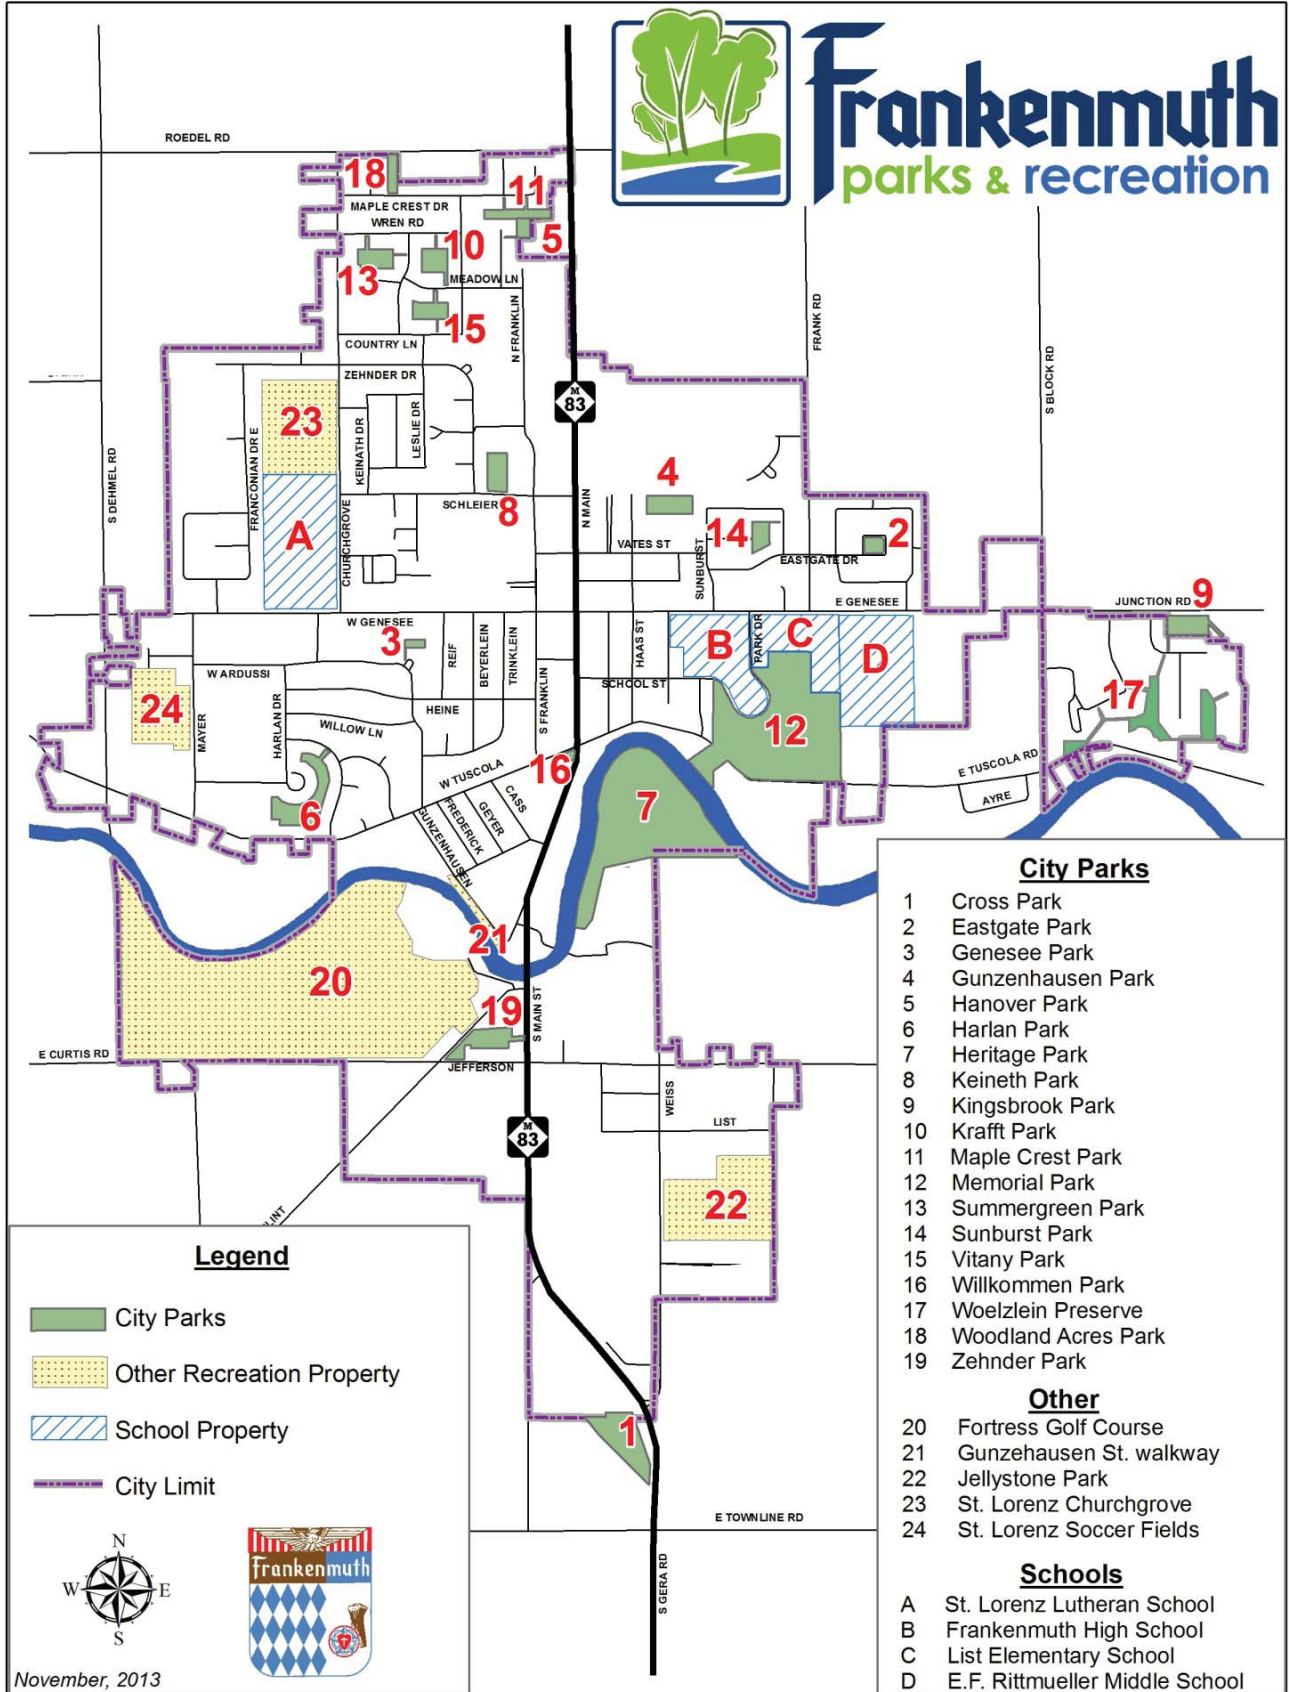 Frankenmuth
parks & recreation
ROEDEL RD
18
11
MAPLE CREST DR
WREN RD
10
5
13
MEADOW LN
15
N FRANKLIN
FRANK RD
COUNTRY LN
S BLOCK RD
ZEHNDER DR
M
83
23
KEINATH DR
LESLIE DR
FRANCONIAN DR E
S DEHMEL RD
4
SCHLEIER
8
N MAIN
A
CHURCHGROVE
14
2
VATES ST
SUNBURST
EASTGATE DR
E GENESEE
JUNCTION RD
9
W GENESEE
3
REIF
BEYERLEIN
TRINKLEIN
HAAS ST
B
PARK DR
C
D
W ARDUSSI
SCHOOL ST
17
24
MAYER
HARLAN DR
HEINE
S FRANKLIN
WILLOW LN
12
16
W TUSCOLA
E TUSCOLA RD
CASS
GEYER
FREDERICK
GUNZENHAUSEN
AYRE
6
7
21
20
19
S MAIN ST
E CURTIS RD
JEFFERSON
WEISS
LIST
M
83
22
LINT
1
E TOWNLINE RD
S GERA RD
Legend
City Parks
Other Recreation Property
School Property
City Limit
N
W
E
S
Frankenmuth
November, 2013
City Parks
1 Cross Park
2 Eastgate Park
3 Genesee Park
4 Gunzenhausen Park
5 Hanover Park
6 Harlan Park
7 Heritage Park
8 Keineth Park
9 Kingsbrook Park
10 Krafft Park
11 Maple Crest Park
12 Memorial Park
13 Summergreen Park
14 Sunburst Park
15 Vitany Park
16 Willkommen Park
17 Woelzlein Preserve
18 Woodland Acres Park
19 Zehnder Park
Other
20 Fortress Golf Course
21 Gunzehausen St. walkway
22 Jellystone Park
23 St. Lorenz Churchgrove
24 St. Lorenz Soccer Fields
Schools
A St. Lorenz Lutheran School
B Frankenmuth High School
C List Elementary School
D E.F. Rittmueller Middle School